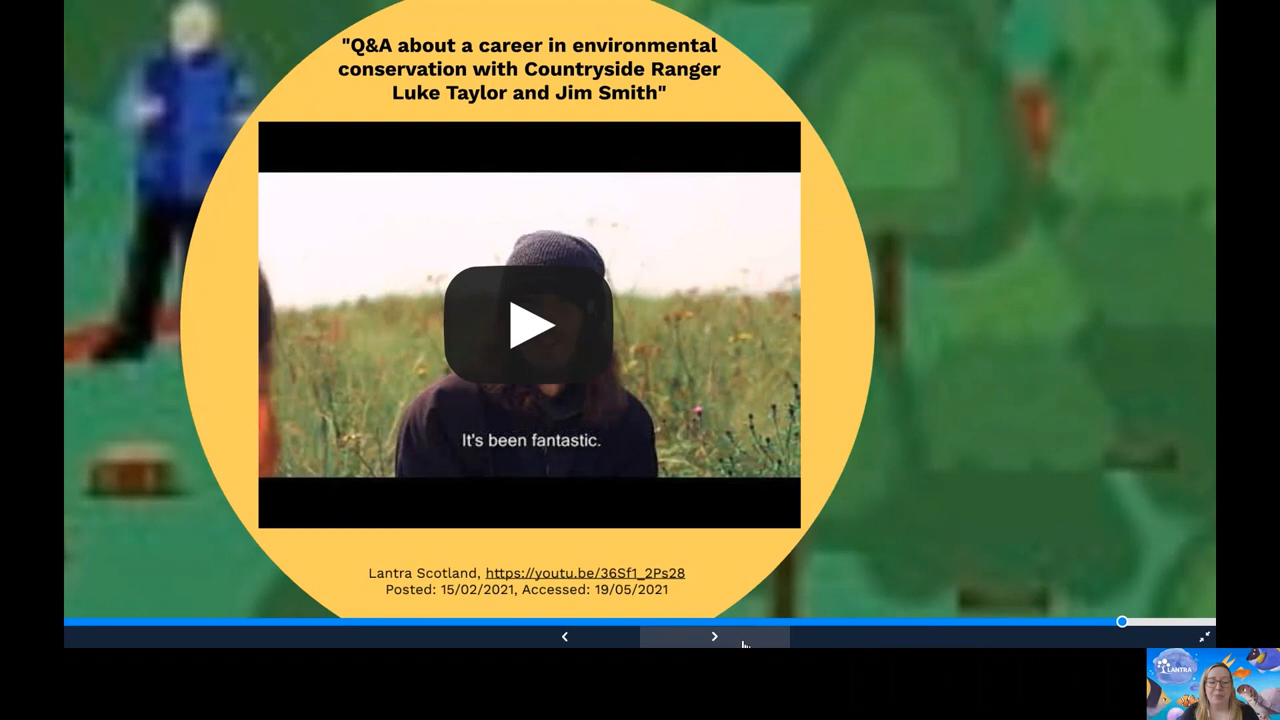 "Q&A about a career in environmental
conservation with Countryside Ranger
Luke Taylor and Jim Smith"
It's been fantastic.
Lantra Scotland, https://youtu.be/36Sf1_2Ps28
Posted: 15/02/2021, Accessed: 19/05/2021
LANTRA